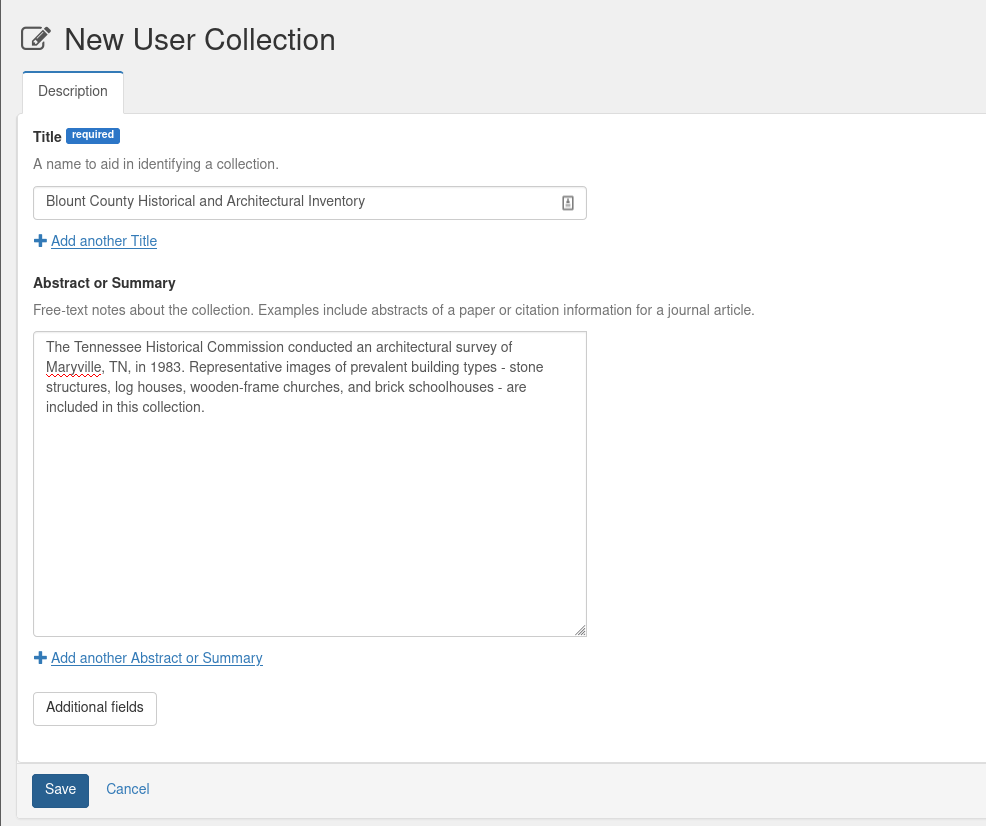 New User Collection
Description
Title required
A name to aid in identifying a collection.
Blount County Historical and Architectural Inventory
Add another Title
Abstract or Summary
Free-text notes about the collection. Examples include abstracts of a paper or citation information for a journal article.
The Tennessee Historical Commission conducted an architectural survey of
Maryville, TN, in 1983. Representative images of prevalent building types - stone
structures, log houses, wooden-frame churches, and brick schoolhouses - are
included in this collection.
Add another Abstract or Summary
Additional fields
Save Cancel